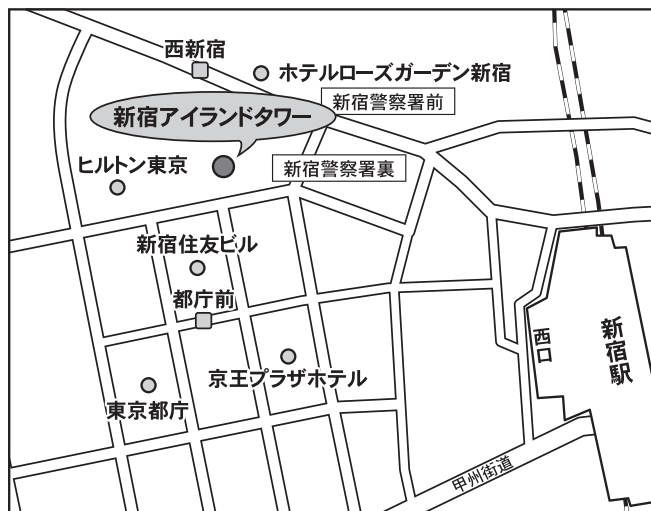 西新宿
ホテルローズガーデン新宿
新宿警察署前
新宿アイランドタワー
ヒルトン東京
新宿警察署裏
新宿住友ビル
都庁前
京王プラザホテル
東京都庁
西口
新宿駅
甲州街道